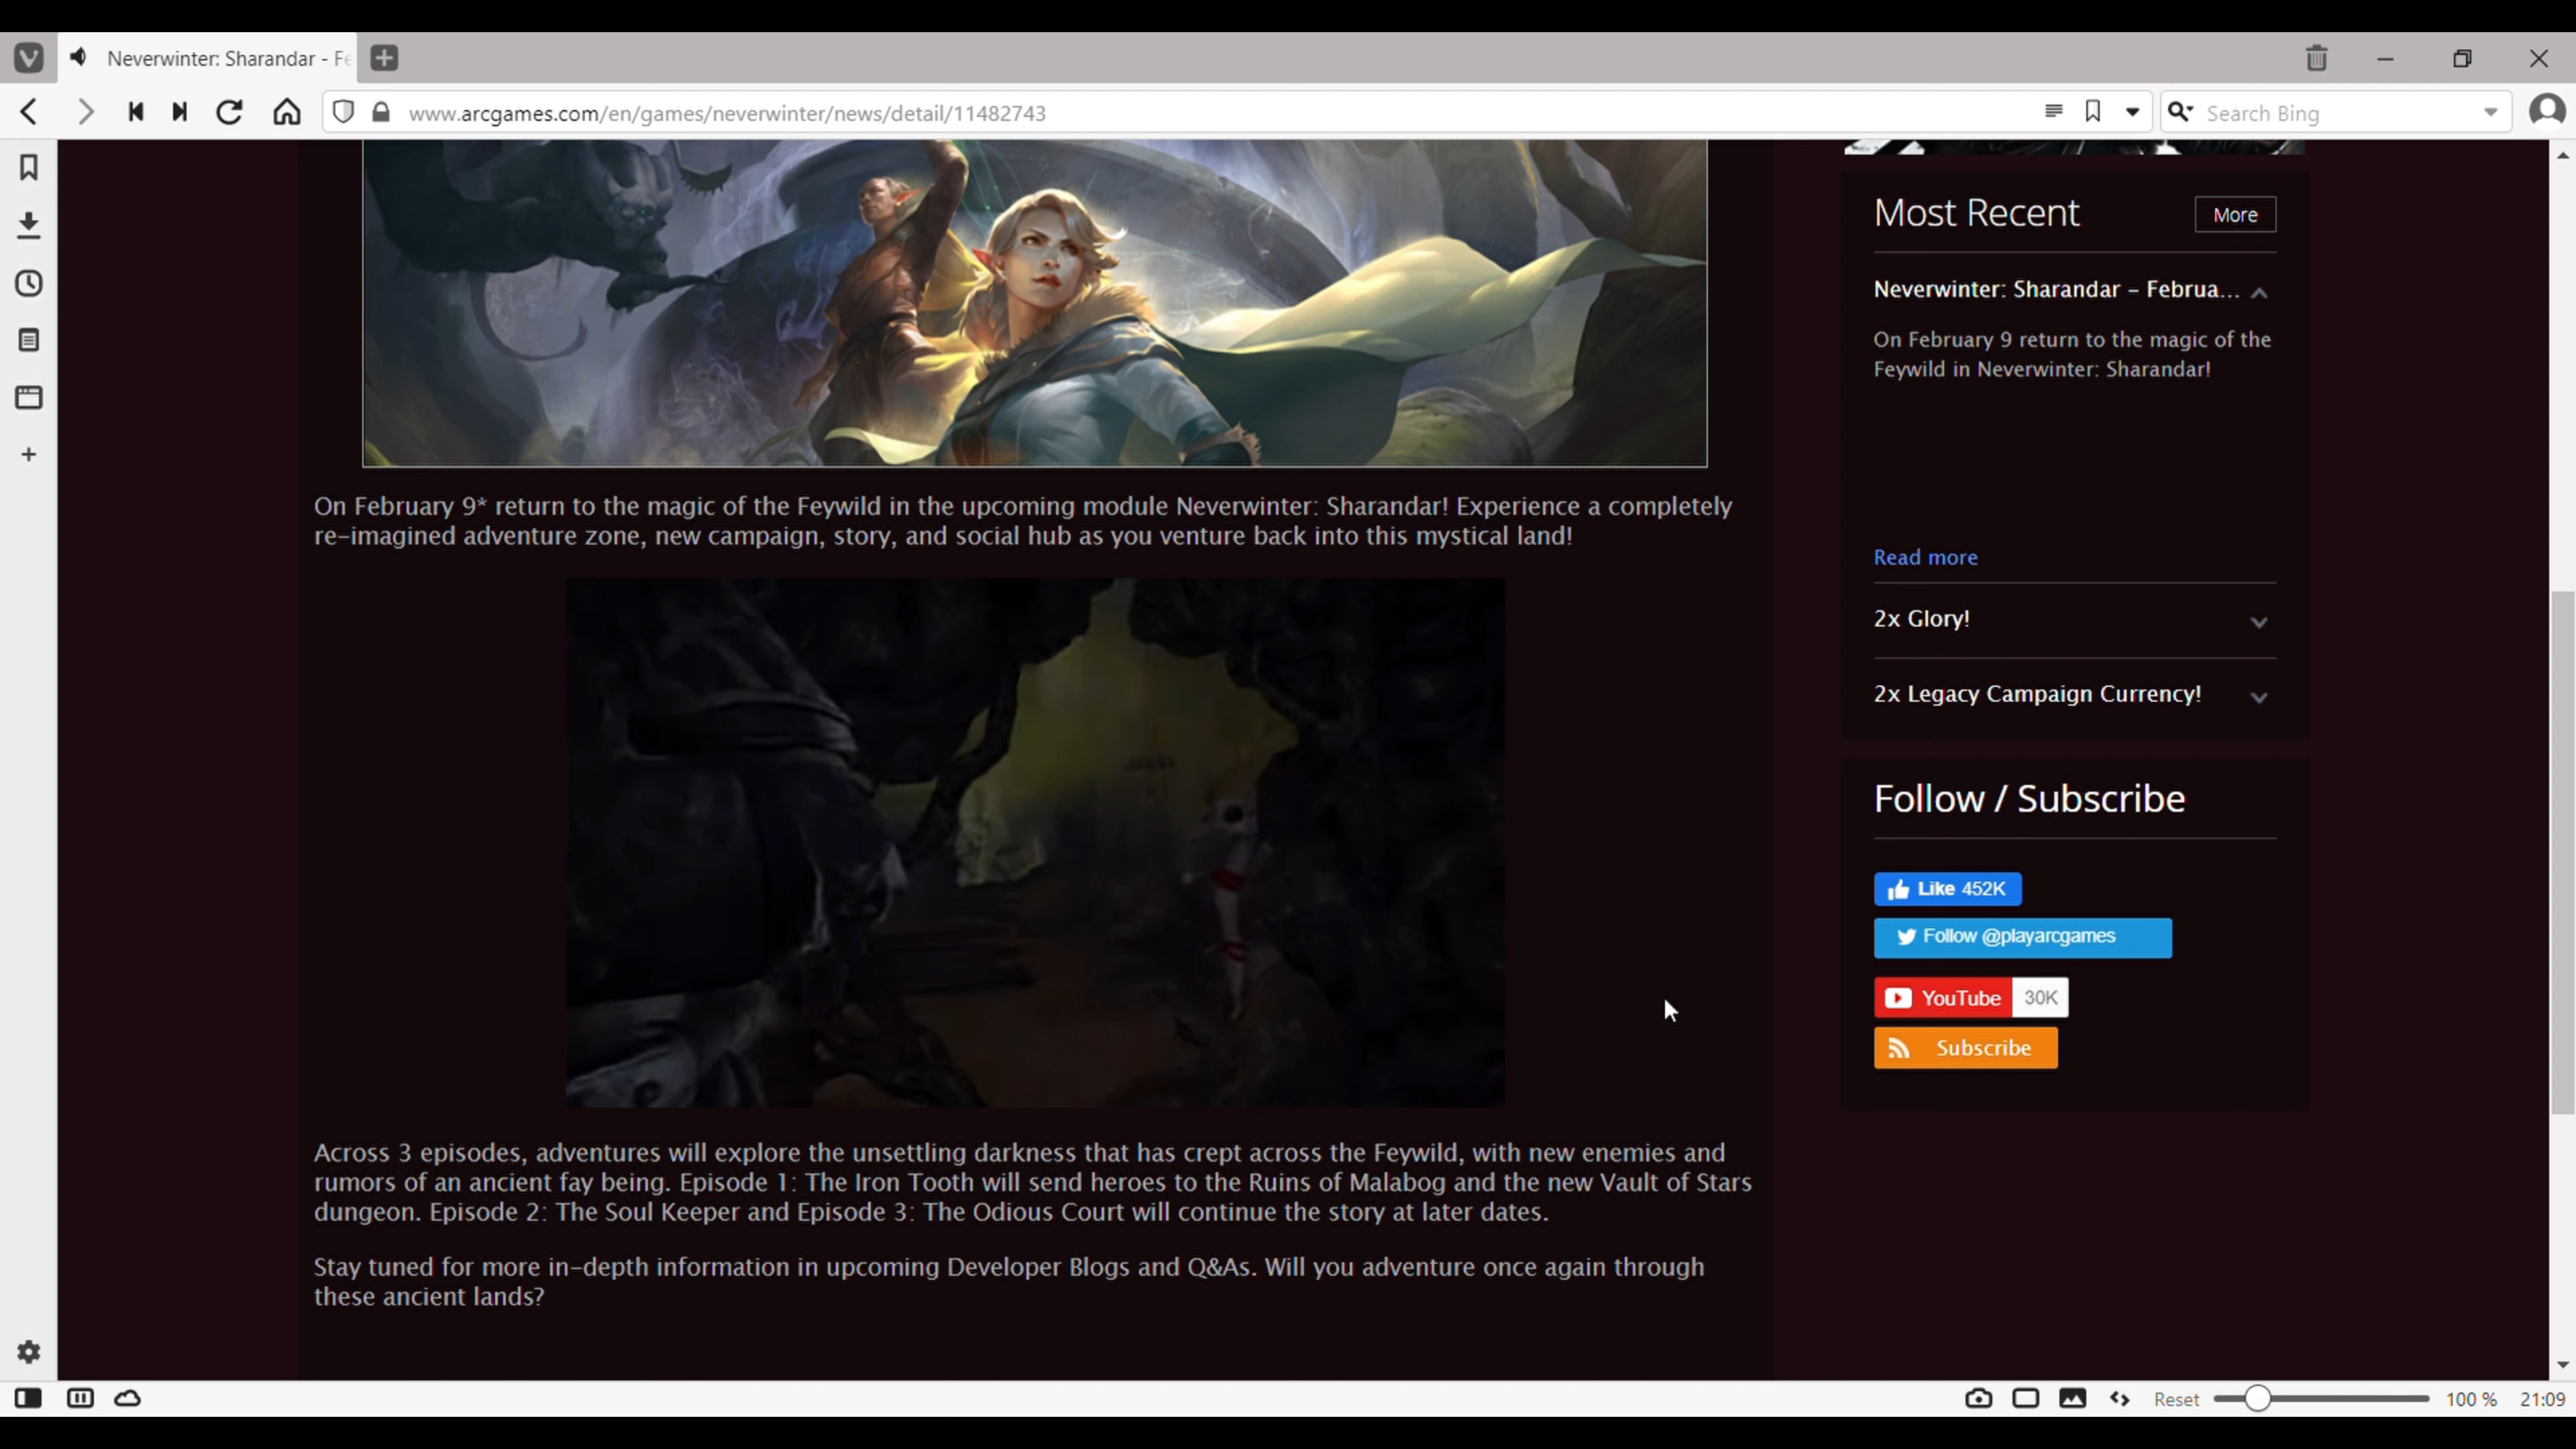 Neverwinter: Sharandar - Fe
www.arcgames.com/en/games/neverwinter/news/detail/11482743
Search Bing
On February 9* return to the magic of the Feywild in the upcoming module Neverwinter: Sharandar! Experience a completely
re-imagined adventure zone, new campaign, story, and social hub as you venture back into this mystical land!
Across 3 episodes, adventures will explore the unsettling darkness that has crept across the Feywild, with new enemies and
rumors of an ancient fay being. Episode 1: The Iron Tooth will send heroes to the Ruins of Malabog and the new Vault of Stars
dungeon. Episode 2: The Soul Keeper and Episode 3: The Odious Court will continue the story at later dates.
Stay tuned for more in-depth information in upcoming Developer Blogs and Q&As. Will you adventure once again through
these ancient lands?
Most Recent
More
Neverwinter: Sharandar – Februa...
On February 9 return to the magic of the
Feywild in Neverwinter: Sharandar!
Read more
2x Glory!
2x Legacy Campaign Currency!
Follow / Subscribe
Like 452K
Follow @playarcgames
YouTube 30K
Subscribe
Reset 100 % 21:09